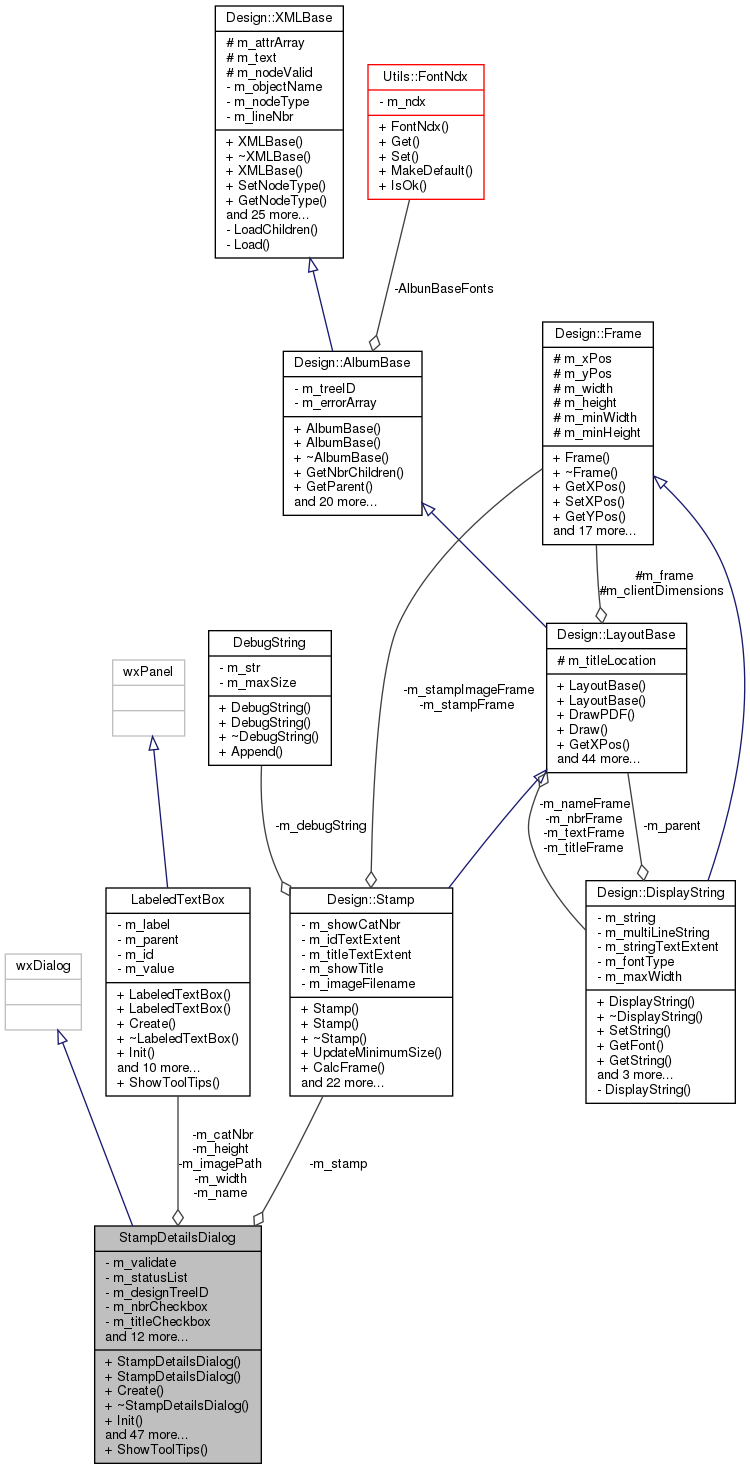 Design::XMLBase
# m_attrArray
# m_text
# m_nodeValid
- m_objectName
- m_nodeType
- m_lineNbr
+ XMLBase()
+ ~XMLBase()
+ XMLBase()
+ SetNodeType()
+ GetNodeType()
and 25 more...
- LoadChildren()
- Load()
Utils::FontNdx
- m_ndx
+ FontNdx()
+ Get()
+ Set()
+ MakeDefault()
+ IsOk()
-AlbunBaseFonts
Design::AlbumBase
- m_treeID
- m_errorArray
+ AlbumBase()
+ AlbumBase()
+ ~AlbumBase()
+ GetNbrChildren()
+ GetParent()
and 20 more...
Design::Frame
# m_xPos
# m_yPos
# m_width
# m_height
# m_minWidth
# m_minHeight
+ Frame()
+ ~Frame()
+ GetXPos()
+ SetXPos()
+ GetYPos()
and 17 more...
#m_frame
#m_clientDimensions
Design::LayoutBase
# m_titleLocation
+ LayoutBase()
+ LayoutBase()
+ DrawPDF()
+ Draw()
+ GetXPos()
and 44 more...
DebugString
- m_str
- m_maxSize
+ DebugString()
+ DebugString()
+ ~DebugString()
+ Append()
wxPanel
-m_stampImageFrame
-m_stampFrame
-m_debugString
-m_nameFrame
-m_nbrFrame
-m_textFrame
-m_titleFrame
-m_parent
LabeledTextBox
- m_label
- m_parent
- m_id
- m_value
+ LabeledTextBox()
+ LabeledTextBox()
+ Create()
+ ~LabeledTextBox()
+ Init()
and 10 more...
+ ShowToolTips()
Design::Stamp
- m_showCatNbr
- m_idTextExtent
- m_titleTextExtent
- m_showTitle
- m_imageFilename
+ Stamp()
+ Stamp()
+ ~Stamp()
+ UpdateMinimumSize()
+ CalcFrame()
and 22 more...
Design::DisplayString
- m_string
- m_multiLineString
- m_stringTextExtent
- m_fontType
- m_maxWidth
+ DisplayString()
+ ~DisplayString()
+ SetString()
+ GetFont()
+ GetString()
and 3 more...
- DisplayString()
wxDialog
-m_catNbr
-m_height
-m_imagePath
-m_width
-m_name
-m_stamp
StampDetailsDialog
- m_validate
- m_statusList
- m_designTreeID
- m_nbrCheckbox
- m_titleCheckbox
and 12 more...
+ StampDetailsDialog()
+ StampDetailsDialog()
+ Create()
+ ~StampDetailsDialog()
+ Init()
and 47 more...
+ ShowToolTips()